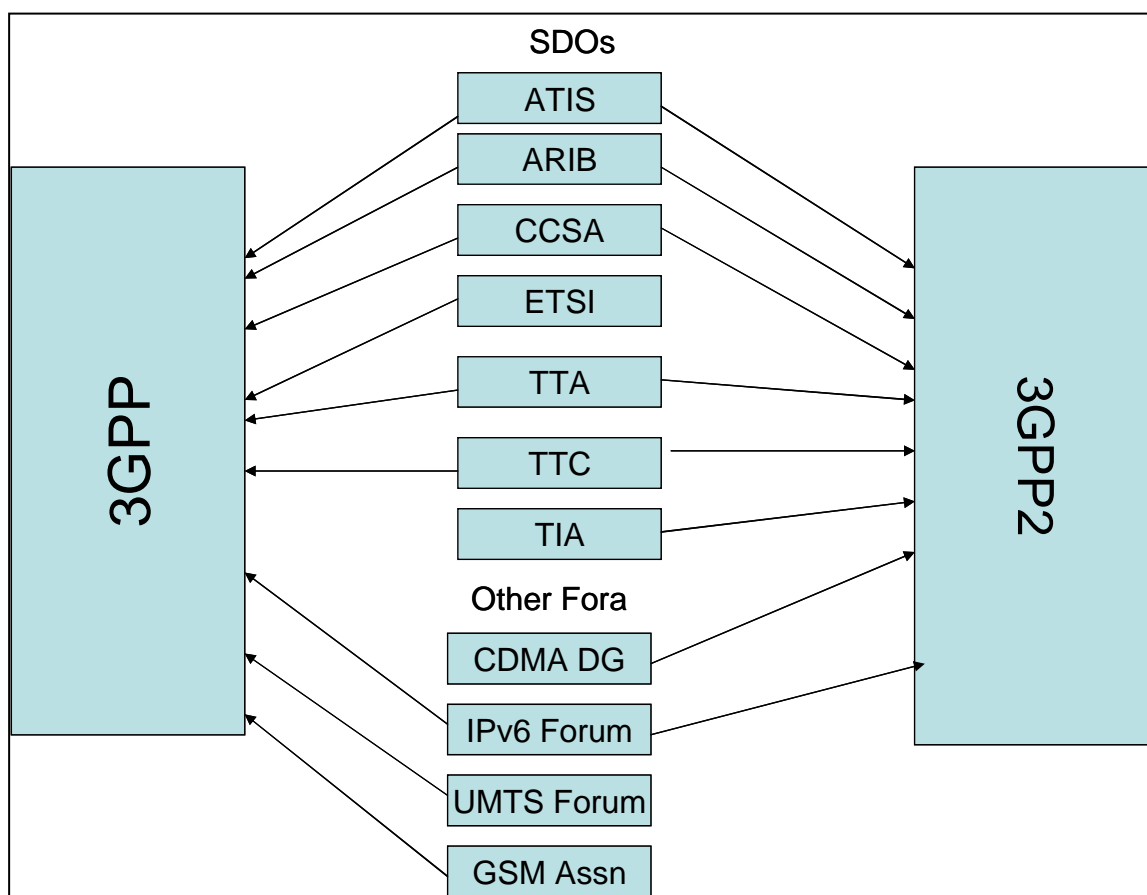 SDOs
ATIS
ARIB
CCSA
ETSI
TTA
TTC
TIA
Other Fora
CDMA DG
IPv6 Forum
UMTS Forum
GSM Assn
3GPP
3GPP2